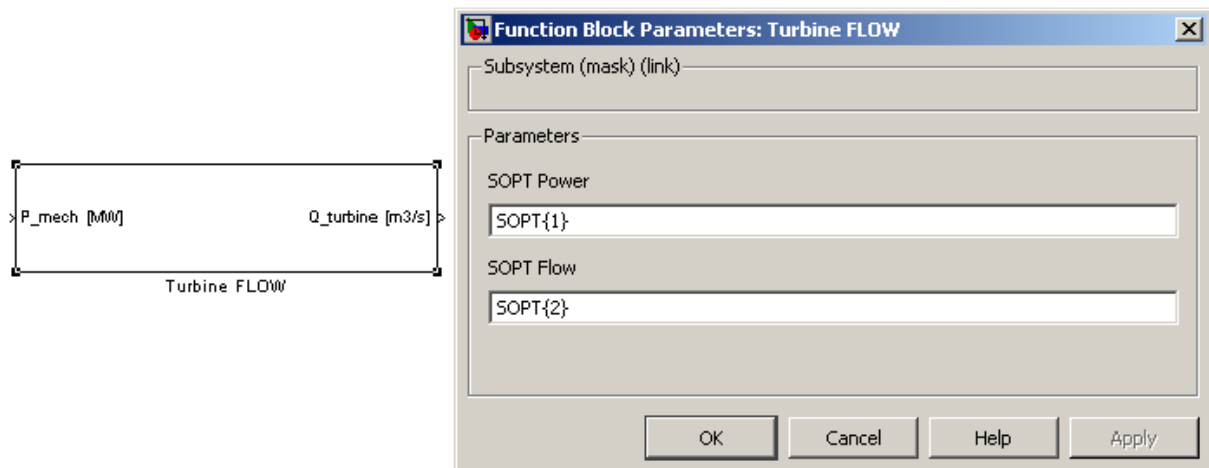 Function Block Parameters: Turbine FLOW
Subsystem (mask) (link)
Parameters
SOPT Power
SOPT{1}
SOPT Flow
SOPT{2}
OK Cancel Help Apply
P_mech [MW] Q_turbine [m3/s]
Turbine FLOW